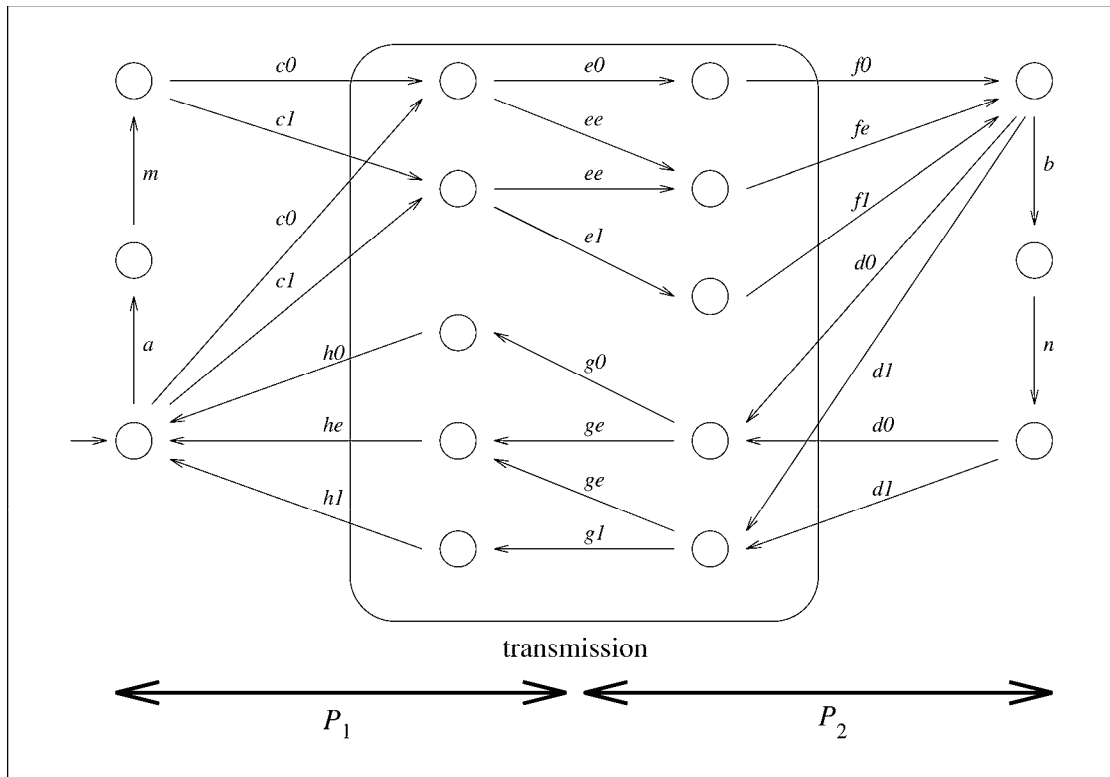 c0 e0 f0
c1 ee fe
m ee b
c0 e1 f1
c1 d0
a h0 g0 d1 n
he ge d0
h1 ge d1
g1
transmission
P1 P2